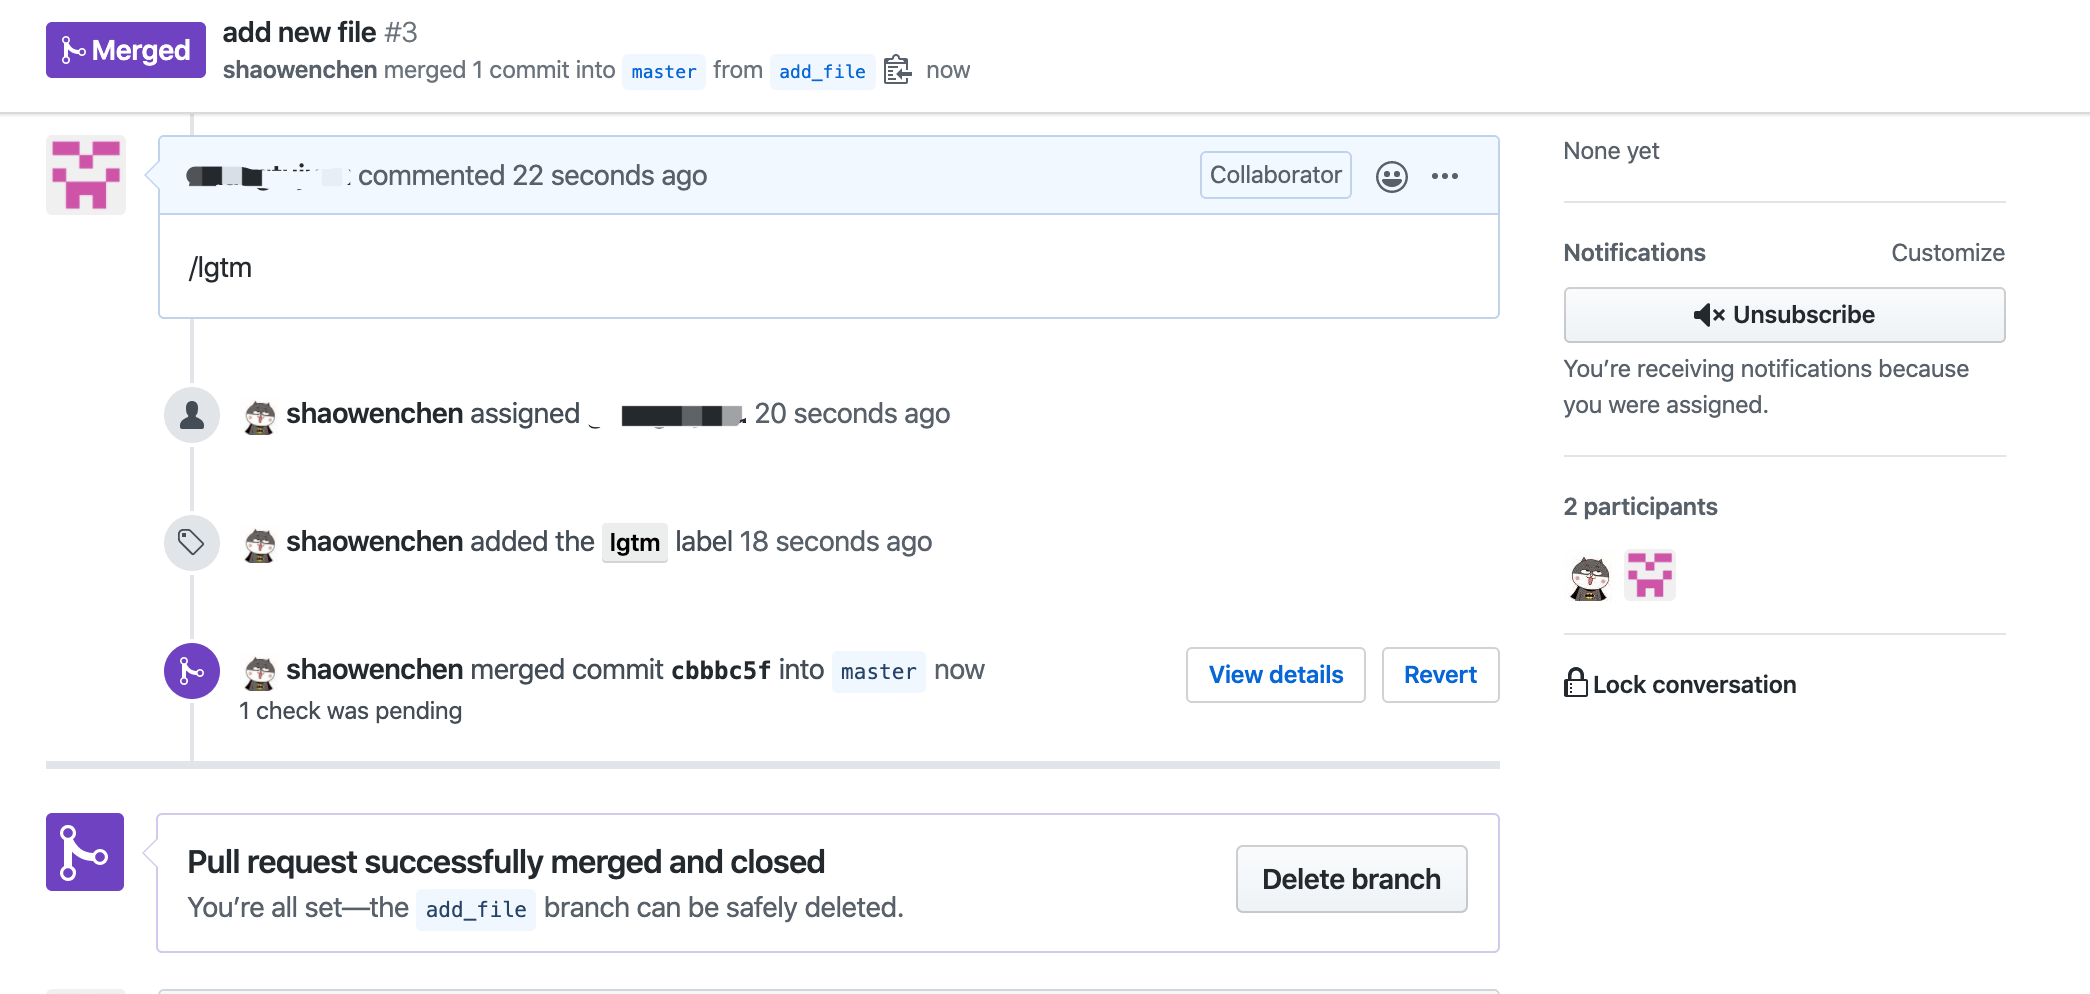 Merged
add new file #3
shaowenchen merged 1 commit into master from add_file now
commented 22 seconds ago
Collaborator
/lgtm
shaowenchen assigned 20 seconds ago
shaowenchen added the lgtm label 18 seconds ago
shaowenchen merged commit cbbbc5f into master now
1 check was pending
View details
Revert
Pull request successfully merged and closed
You’re all set—the add_file branch can be safely deleted.
Delete branch
None yet
Notifications
Customize
Unsubscribe
You’re receiving notifications because
you were assigned.
2 participants
Lock conversation